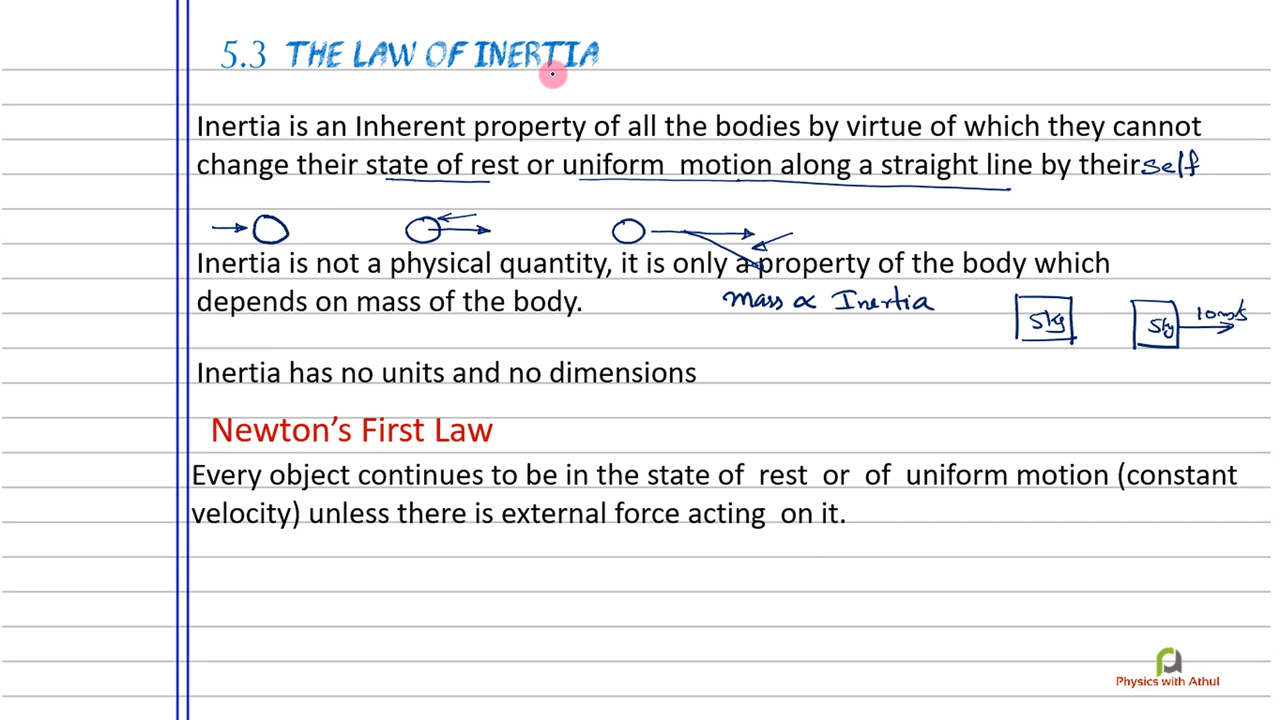 5.3 THE LAW OF INERTIA
Inertia is an Inherent property of all the bodies by virtue of which they cannot
change their state of rest or uniform motion along a straight line by their self
Inertia is not a physical quantity, it is only a property of the body which
depends on mass of the body.
Mass ∝ Inertia
5kg
5kg
10m/s
Inertia has no units and no dimensions
Newton's First Law
Every object continues to be in the state of rest or of uniform motion (constant
velocity) unless there is external force acting on it.
Physics with Athul